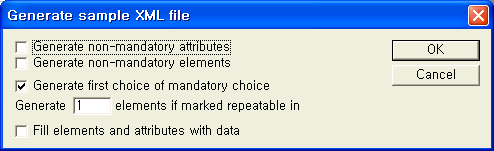 Generate sample XML file
Generate non-mandatory attributes
Generate non-mandatory elements
Generate first choice of mandatory choice
Generate 1 elements if marked repeatable in
Fill elements and attributes with data
OK
Cancel